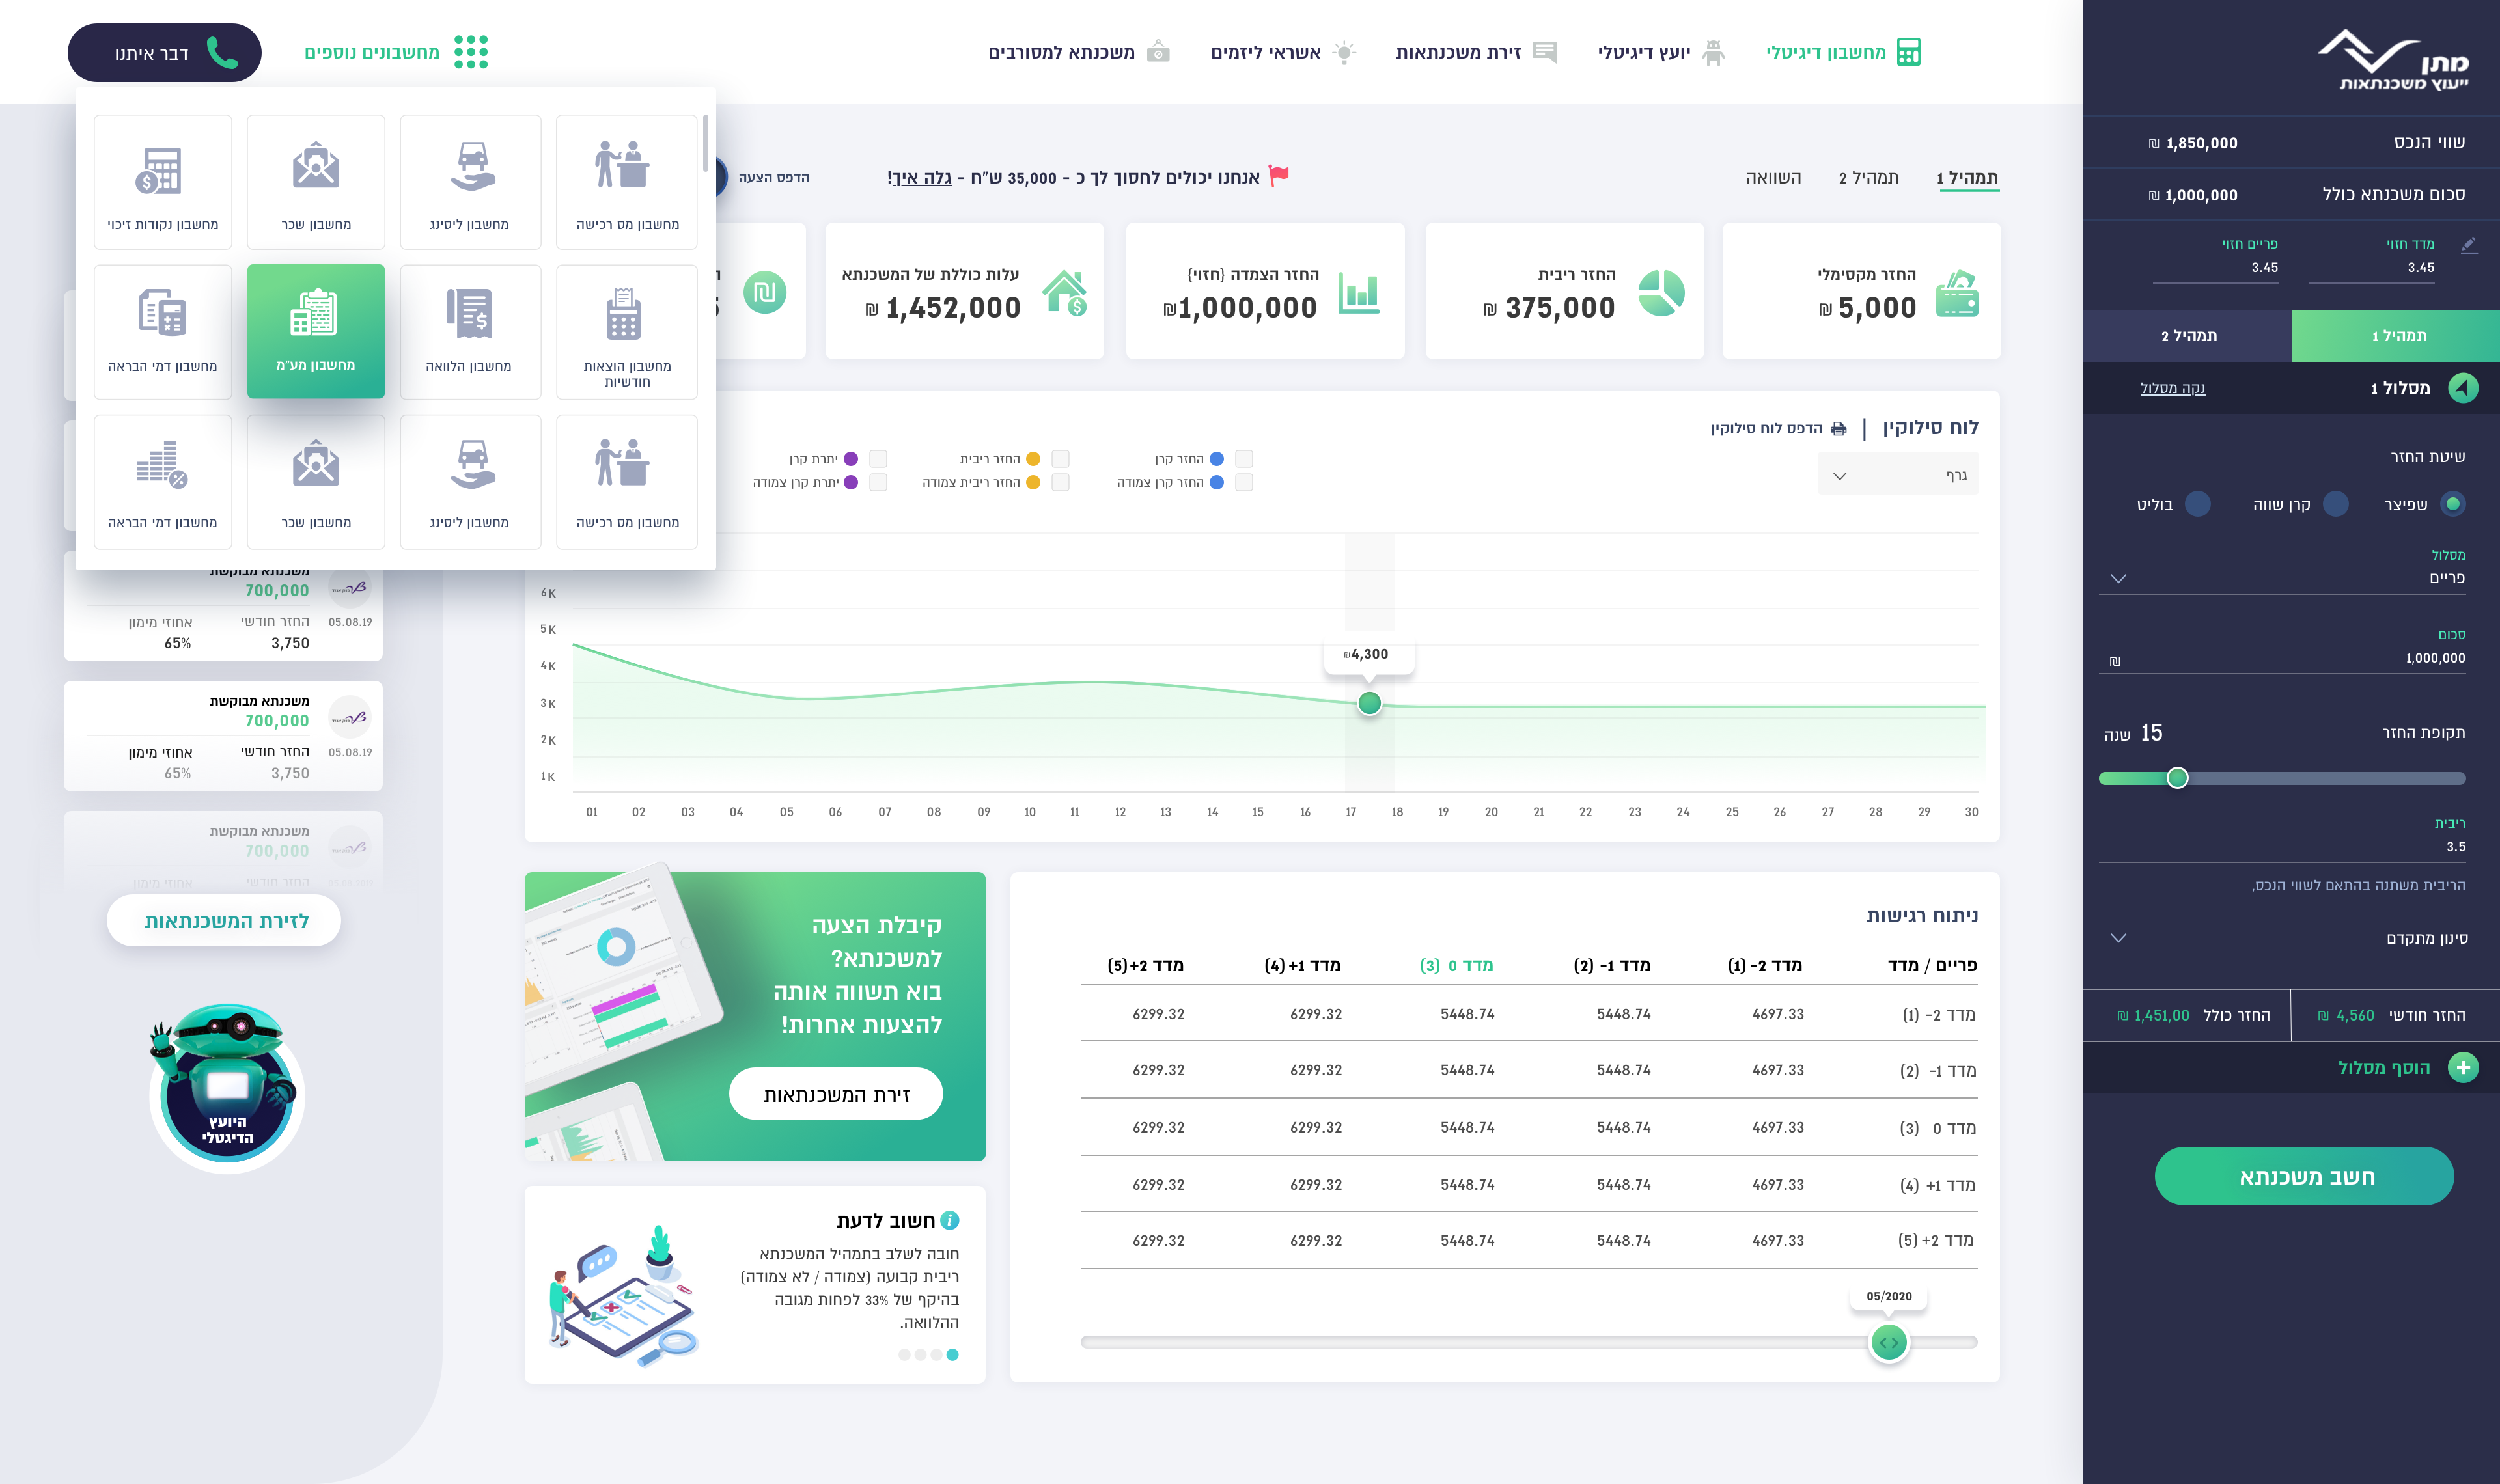 מתן
ייעוץ משכנתאות
מחשבון דיגיטלי
יועץ דיגיטלי
זירת משכנתאות
אשראי ליזמים
משכנתא למסורבים
מחשבונים נוספים
דבר איתנו
שווי הנכס
1,850,000 ₪
סכום משכנתא כולל
1,000,000 ₪
מדד חזוי
3.45
פריים חזוי
3.45
תמהיל 1
תמהיל 2
מסלול 1
נקה מסלול
שיטת החזר
שפיצר
קרן שווה
בוליט
מסלול
פריים
סכום
1,000,000
₪
תקופת החזר
15 שנה
ריבית
3.5
הריבית משתנה בהתאם לשווי הנכס,
סינון מתקדם
החזר חודשי 4,560 ₪
החזר כולל 1,451,00 ₪
הוסף מסלול
חשב משכנתא
תמהיל 1
תמהיל 2
השוואה
אנחנו יכולים לחסוך לך כ - 35,000 ש"ח - גלה איך!
הדפס הצעה
החזר מקסימלי
5,000 ₪
החזר ריבית
375,000 ₪
החזר הצמדה {חזוי}
1,000,000₪
עלות כוללת של המשכנתא
1,452,000 ₪
לוח סילוקין
הדפס לוח סילוקין
גרף
החזר קרן
החזר ריבית
יתרת קרן
החזר קרן צמודה
החזר ריבית צמודה
יתרת קרן צמודה
6 K
5 K
4 K
3 K
2 K
1 K
₪4,300
01 02 03 04 05 06 07 08 09 10 11 12 13 14 15 16 17 18 19 20 21 22 23 24 25 26 27 28 29 30
ניתוח רגישות
פריים / מדד
מדד 2- (1)
מדד 1- (2)
מדד 0 (3)
מדד 1+ (4)
מדד 2+ (5)
מדד 2- (1) 4697.33 5448.74 5448.74 6299.32 6299.32
מדד 1- (2) 4697.33 5448.74 5448.74 6299.32 6299.32
מדד 0 (3) 4697.33 5448.74 5448.74 6299.32 6299.32
מדד 1+ (4) 4697.33 5448.74 5448.74 6299.32 6299.32
מדד 2+ (5) 4697.33 5448.74 5448.74 6299.32 6299.32
05/2020
קיבלת הצעה
למשכנתא?
בוא תשווה אותה
להצעות אחרות!
זירת המשכנתאות
חשוב לדעת
חובה לשלב בתמהיל המשכנתא
ריבית קבועה (צמודה / לא צמודה)
בהיקף של 33% לפחות מגובה
ההלוואה.
מחשבון מס רכישה
מחשבון ליסינג
מחשבון שכר
מחשבון נקודות זיכוי
מחשבון הוצאות
חודשיות
מחשבון הלוואה
מחשבון מע"מ
מחשבון דמי הבראה
מחשבון מס רכישה
מחשבון ליסינג
מחשבון שכר
מחשבון דמי הבראה
משכנתא מבוקשת
700,000
05.08.19
החזר חודשי
3,750
אחוזי מימון
65%
משכנתא מבוקשת
700,000
05.08.19
החזר חודשי
3,750
אחוזי מימון
65%
משכנתא מבוקשת
700,000
החזר חודשי
אחוזי מימון
לזירת המשכנתאות
היועץ
הדיגטלי